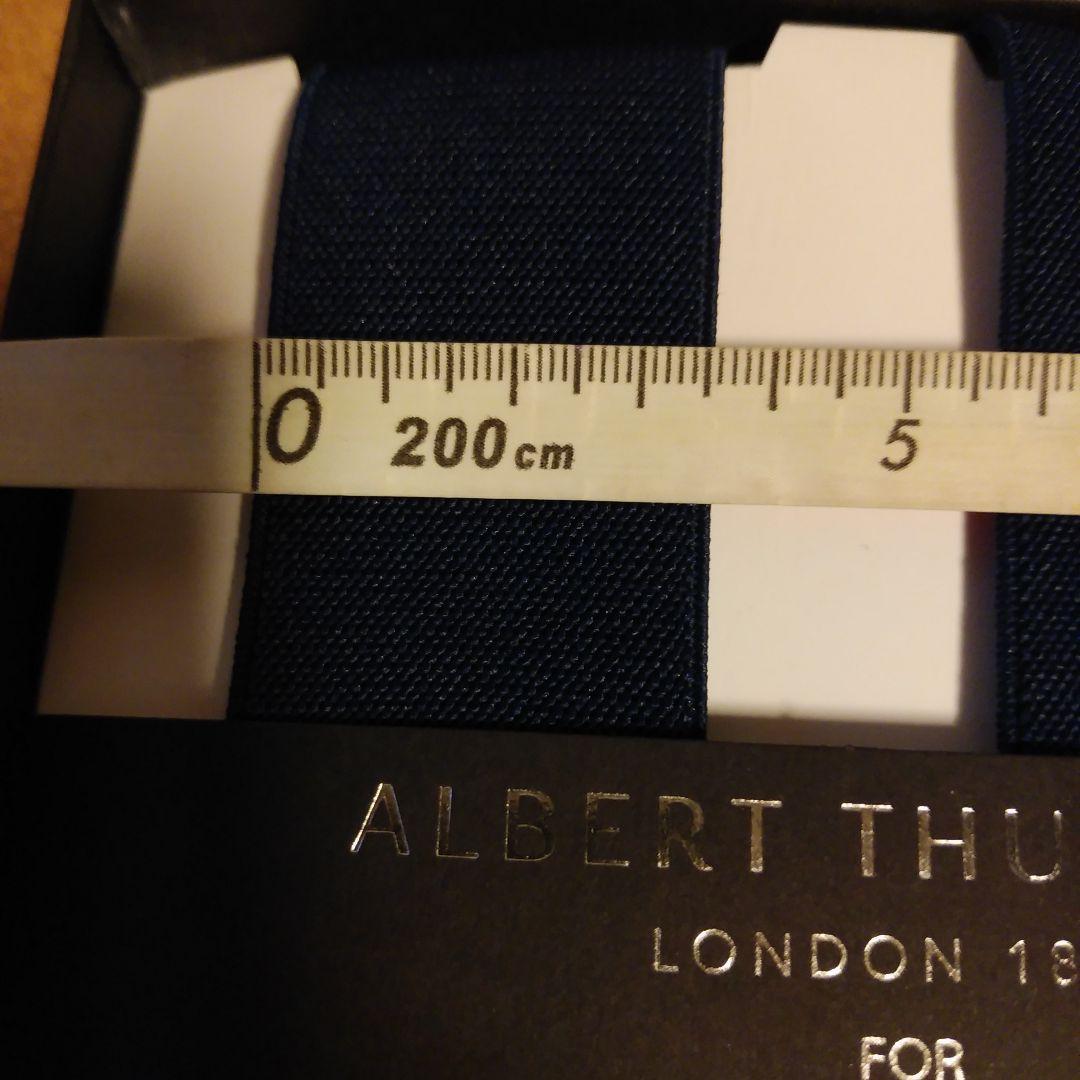 0 200cm 5
ALBERT THU
LONDON 18
FOR